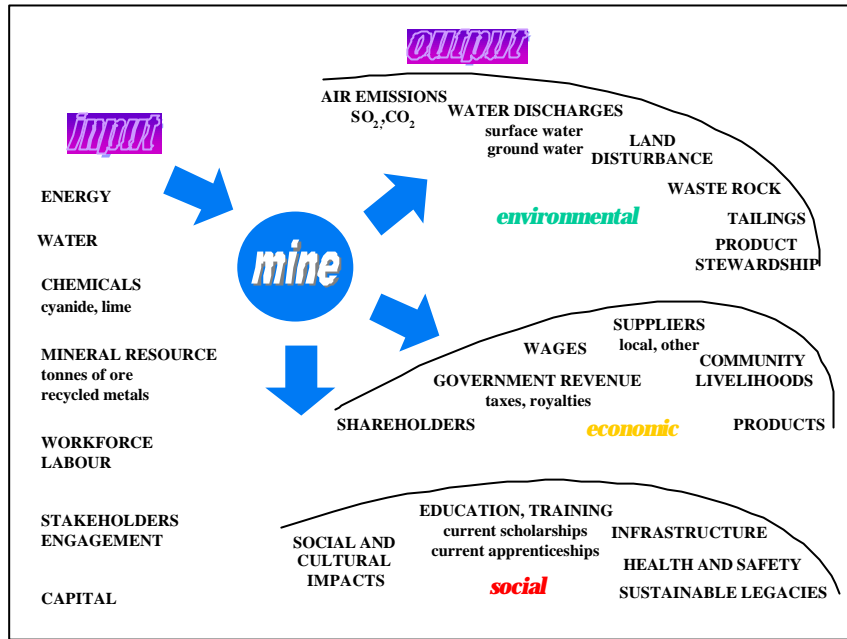 output
input
ENERGY
WATER
CHEMICALS
cyanide, lime
MINERAL RESOURCE
tonnes of ore
recycled metals
WORKFORCE
LABOUR
STAKEHOLDERS
ENGAGEMENT
CAPITAL
mine
AIR EMISSIONS
SO₂,CO₂
WATER DISCHARGES
surface water
ground water
LAND
DISTURBANCE
WASTE ROCK
TAILINGS
PRODUCT
STEWARDSHIP
environmental
SUPPLIERS
local, other
WAGES
COMMUNITY
LIVELIHOODS
GOVERNMENT REVENUE
taxes, royalties
SHAREHOLDERS
economic
PRODUCTS
EDUCATION, TRAINING
current scholarships
current apprenticeships
SOCIAL AND
CULTURAL
IMPACTS
INFRASTRUCTURE
HEALTH AND SAFETY
social
SUSTAINABLE LEGACIES